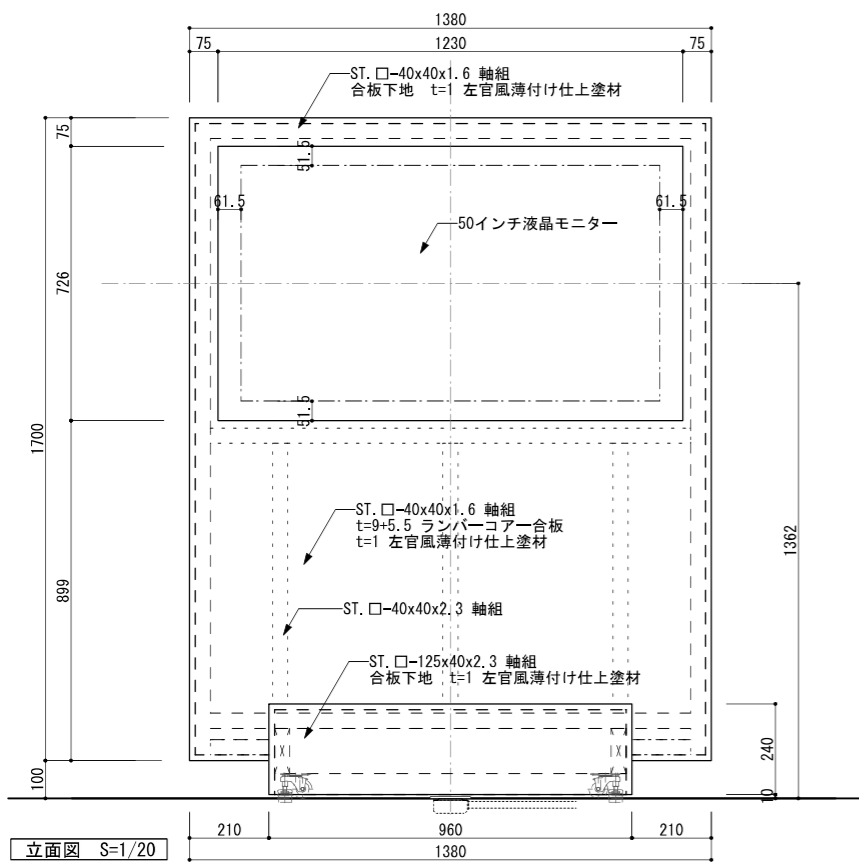 1380
75
1230
75
ST.□-40x40x1.6 軸組
合板下地 t=1 左官風薄付け仕上塗材
75
51.5
61.5
61.5
50インチ液晶モニター
726
51.5
1700
ST.□-40x40x1.6 軸組
t=9+5.5 ランバーコアー合板
t=1 左官風薄付け仕上塗材
1362
899
ST.□-40x40x2.3 軸組
ST.□-125x40x2.3 軸組
合板下地 t=1 左官風薄付け仕上塗材
240
100
10
210
960
210
立面図 S=1/20
1380